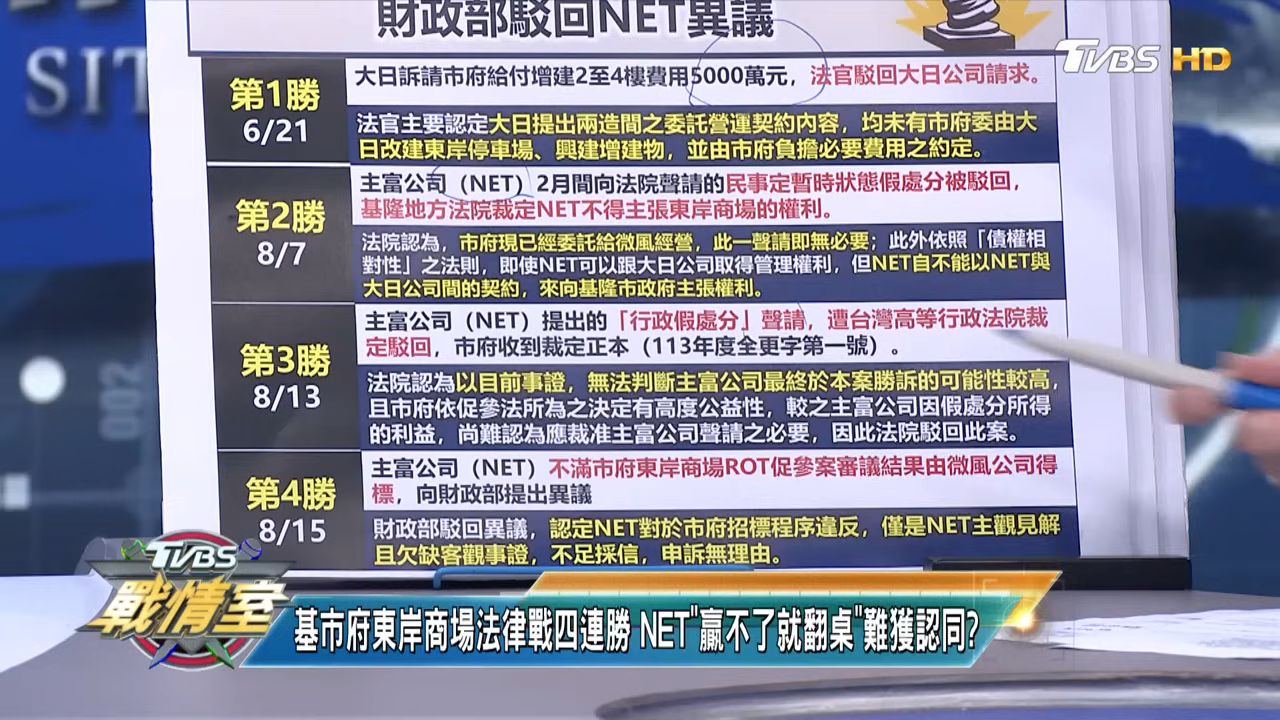 財政部駁回NET異議
TVBS HD
SIT
第1勝
6/21
大日訴請市府給付增建2至4樓費用5000萬元，法官駁回大日公司請求。
法官主要認定大日提出兩造間之委託營運契約內容，均未有市府委由大
日改建東岸停車場、興建增建物，並由市府負擔必要費用之約定。
第2勝
8/7
主富公司（NET）2月間向法院聲請的民事定暫時狀態假處分被駁回，
基隆地方法院裁定NET不得主張東岸商場的權利。
法院認為，市府現已經委託給微風經營，此一聲請即無必要；此外依照「債權相
對性」之法則，即使NET可以跟大日公司取得管理權利，但NET自不能以NET與
大日公司間的契約，來向基隆市政府主張權利。
第3勝
8/13
主富公司（NET）提出的「行政假處分」聲請，遭台灣高等行政法院裁
定駁回，市府收到裁定正本（113年度全更字第一號）。
法院認為以目前事證，無法判斷主富公司最終於本案勝訴的可能性較高，
且市府依促參法所為之決定有高度公益性，較之主富公司因假處分所得
的利益，尚難認為應裁准主富公司聲請之必要，因此法院駁回此案。
第4勝
8/15
主富公司（NET）不滿市府東岸商場ROT促參案審議結果由微風公司得
標，向財政部提出異議
財政部駁回異議，認定NET對於市府招標程序違反，僅是NET主觀見解
且欠缺客觀事證，不足採信，申訴無理由。
002
TVBS
戰情室
基市府東岸商場法律戰四連勝 NET"贏不了就翻桌"難獲認同?